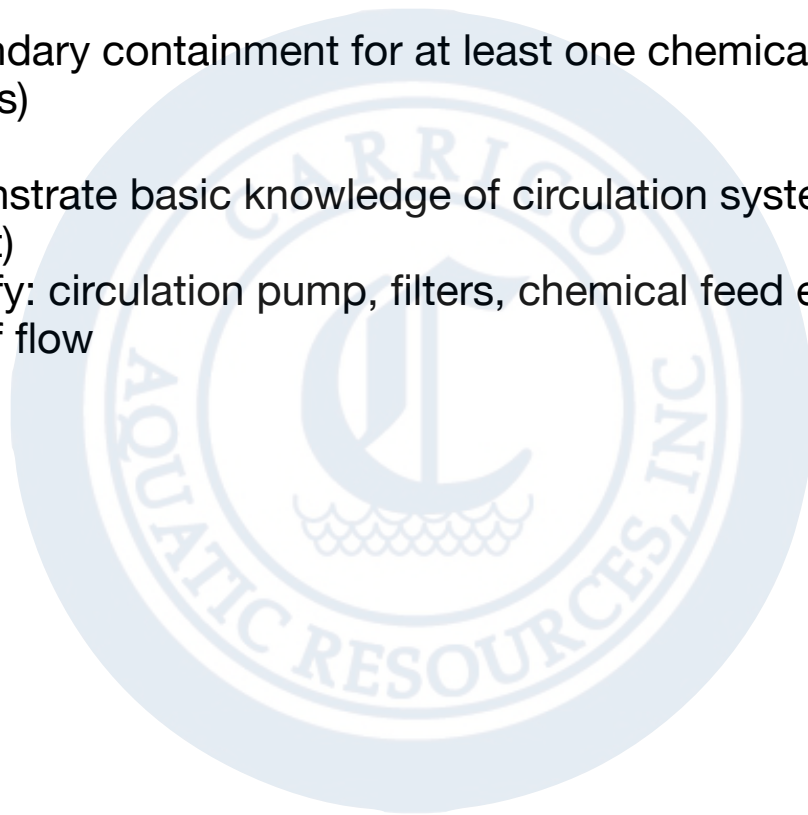 ndary containment for at least one chemica
s)
nstrate basic knowledge of circulation syste
t)
fy: circulation pump, filters, chemical feed e
f flow
CARRICO
AQUATIC RESOURCES, INC
C